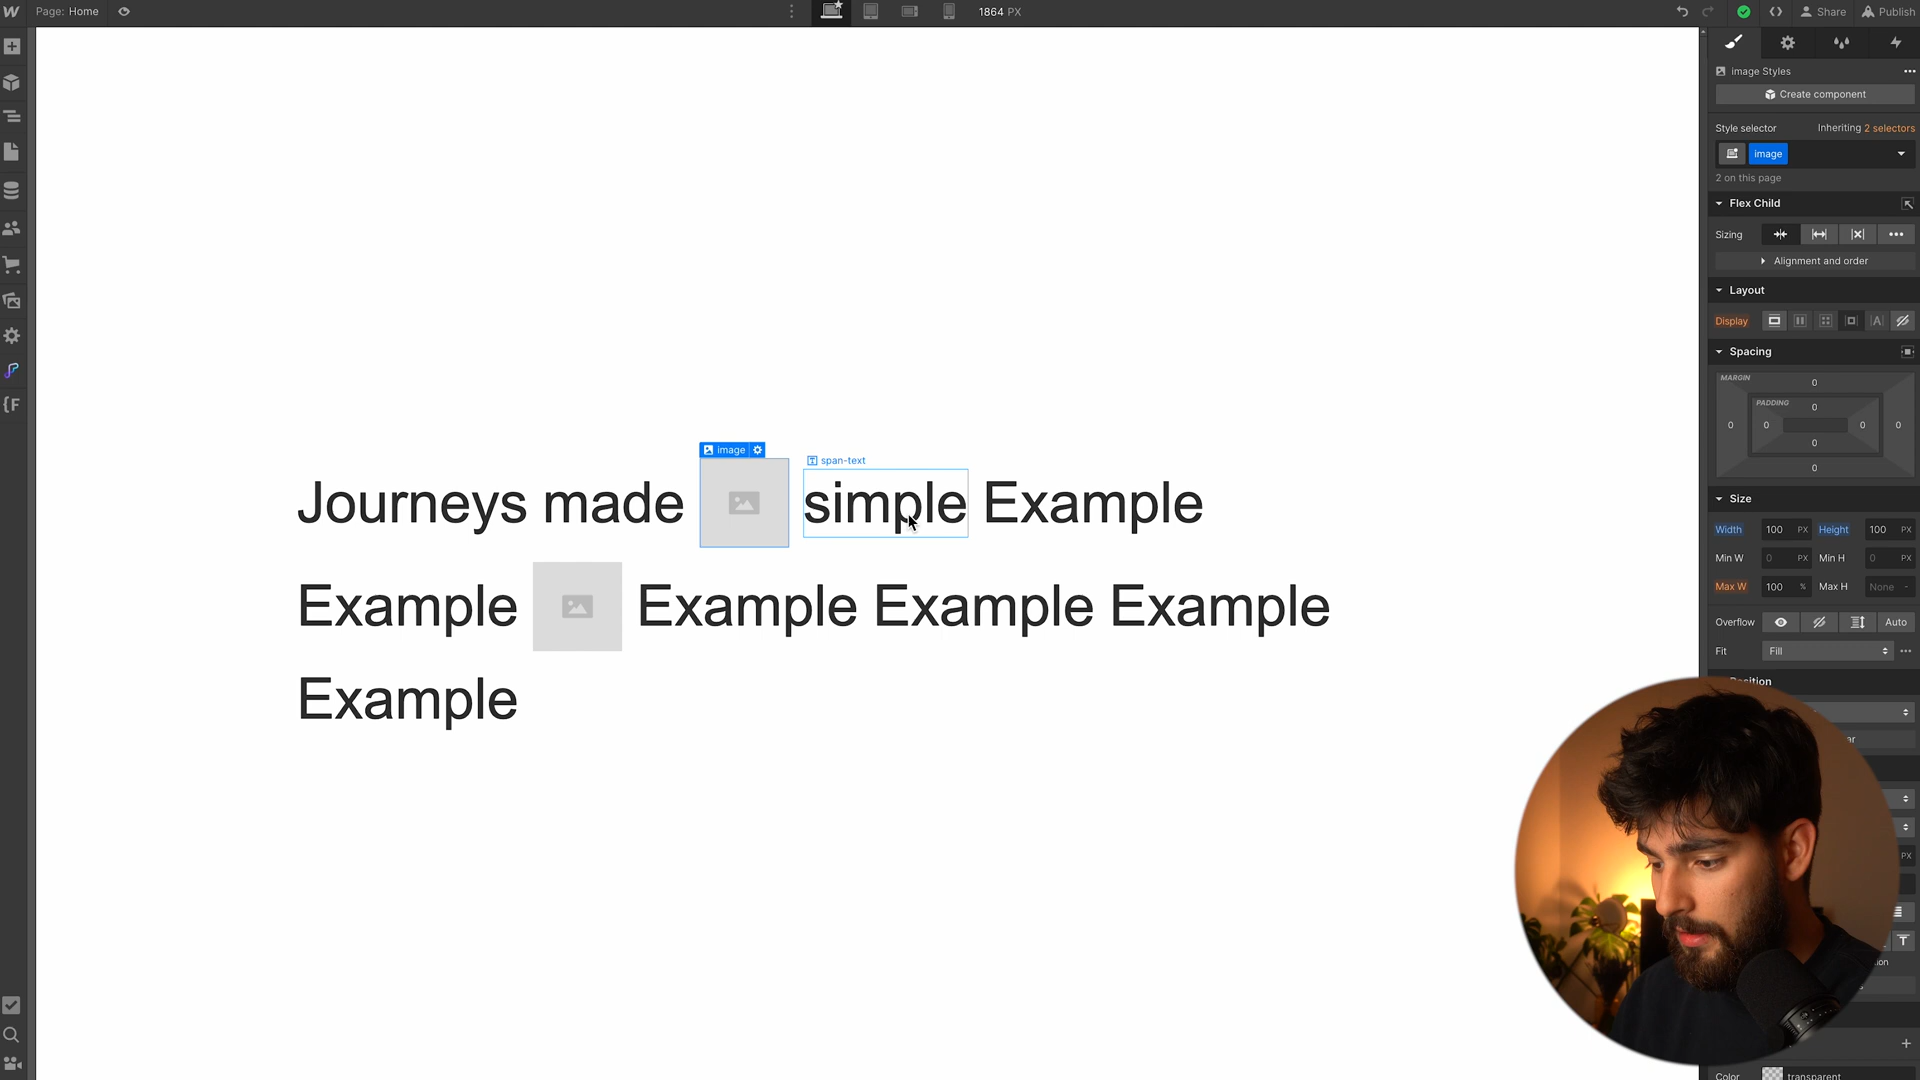 Page: Home
1864 PX
Share
Publish
image Styles
Create component
Style selector
Inheriting 2 selectors
image
2 on this page
Flex Child
Sizing
Alignment and order
Layout
Display
Spacing
MARGIN
0
PADDING
0
0 0 0 0
0
0
Size
Width 100 PX Height 100 PX
Min W 0 PX Min H 0 PX
Max W 100 % Max H None -
Overflow Auto
Fit Fill
image
span-text
Journeys made simple Example
Example Example Example Example
Example
PX
Color transparent